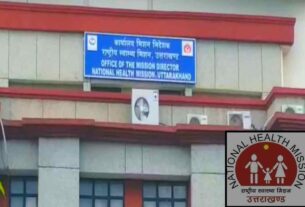 कार्यालय मिशन निदेशक
राष्ट्रीय स्वास्थ्य मिशन, उत्तराखण्ड
OFFICE OF THE MISSION DIRECTOR
NATIONAL HEALTH MISSION, UTTARAKHAND
NATIONAL HEALTH MISSION
राष्ट्रीय स्वास्थ्य मिशन
उत्तराखण्ड